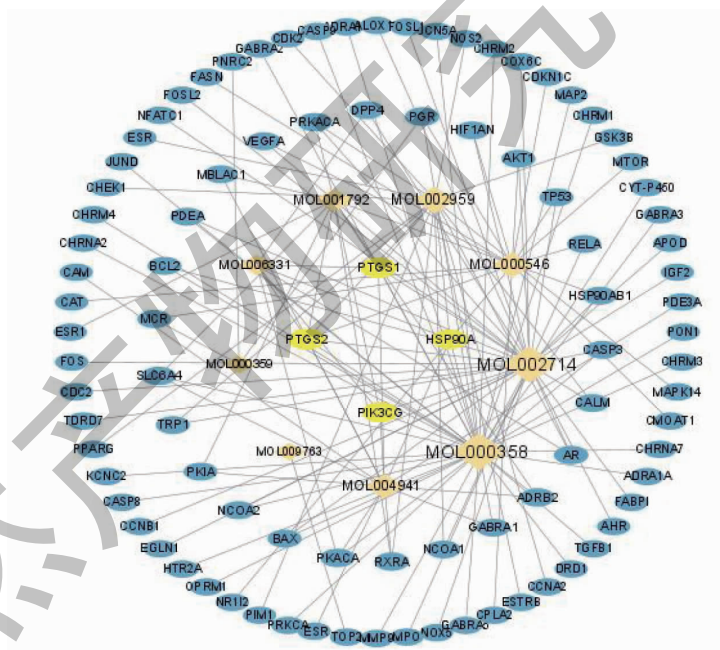 CASP9
ALOX
FOSL1
NOS2
CHRM2
CDK2
GABRA2
COX6C
PNRC2
CDKN1C
FASN
MAP2
FOSL2
CHRM1
NFATC1
GSK3B
ESR
MTOR
JUND
CYT-P450
CHEK1
GABRA3
CHRM4
APOD
CHRNA2
IGF2
CAM
PDE3A
CAT
PON1
ESR1
CHRM3
FOS
MAPK14
CDC2
CMOAT1
TDRD7
CHRNA7
PPARG
ADRA1A
KCNC2
FABP1
CASP8
AHR
CCNB1
TGFB1
EGLN1
DRD1
HTR2A
CCNA2
OPRM1
ESTRB
NR1I2
CPLA2
PIM1
PRKCA
ESR
MMP9
MPO
NOX5
DPP4
PRKACA
PGR
HIF1AN
VEGFA
AKT1
MBLAC1
TP53
PDEA
RELA
BCL2
HSP90AB1
MCR
CASP3
SLC6A4
CALM
TRP1
AR
PKIA
ADRB2
NCOA2
GABRA1
BAX
NCOA1
PKACA
RXRA
MOL001792
MOL002959
MOL006331
PTGS1
MOL000546
PTGS2
HSP90A
MOL000359
MOL002714
PIK3CG
MOL009763
MOL000358
MOL004941
产物研究